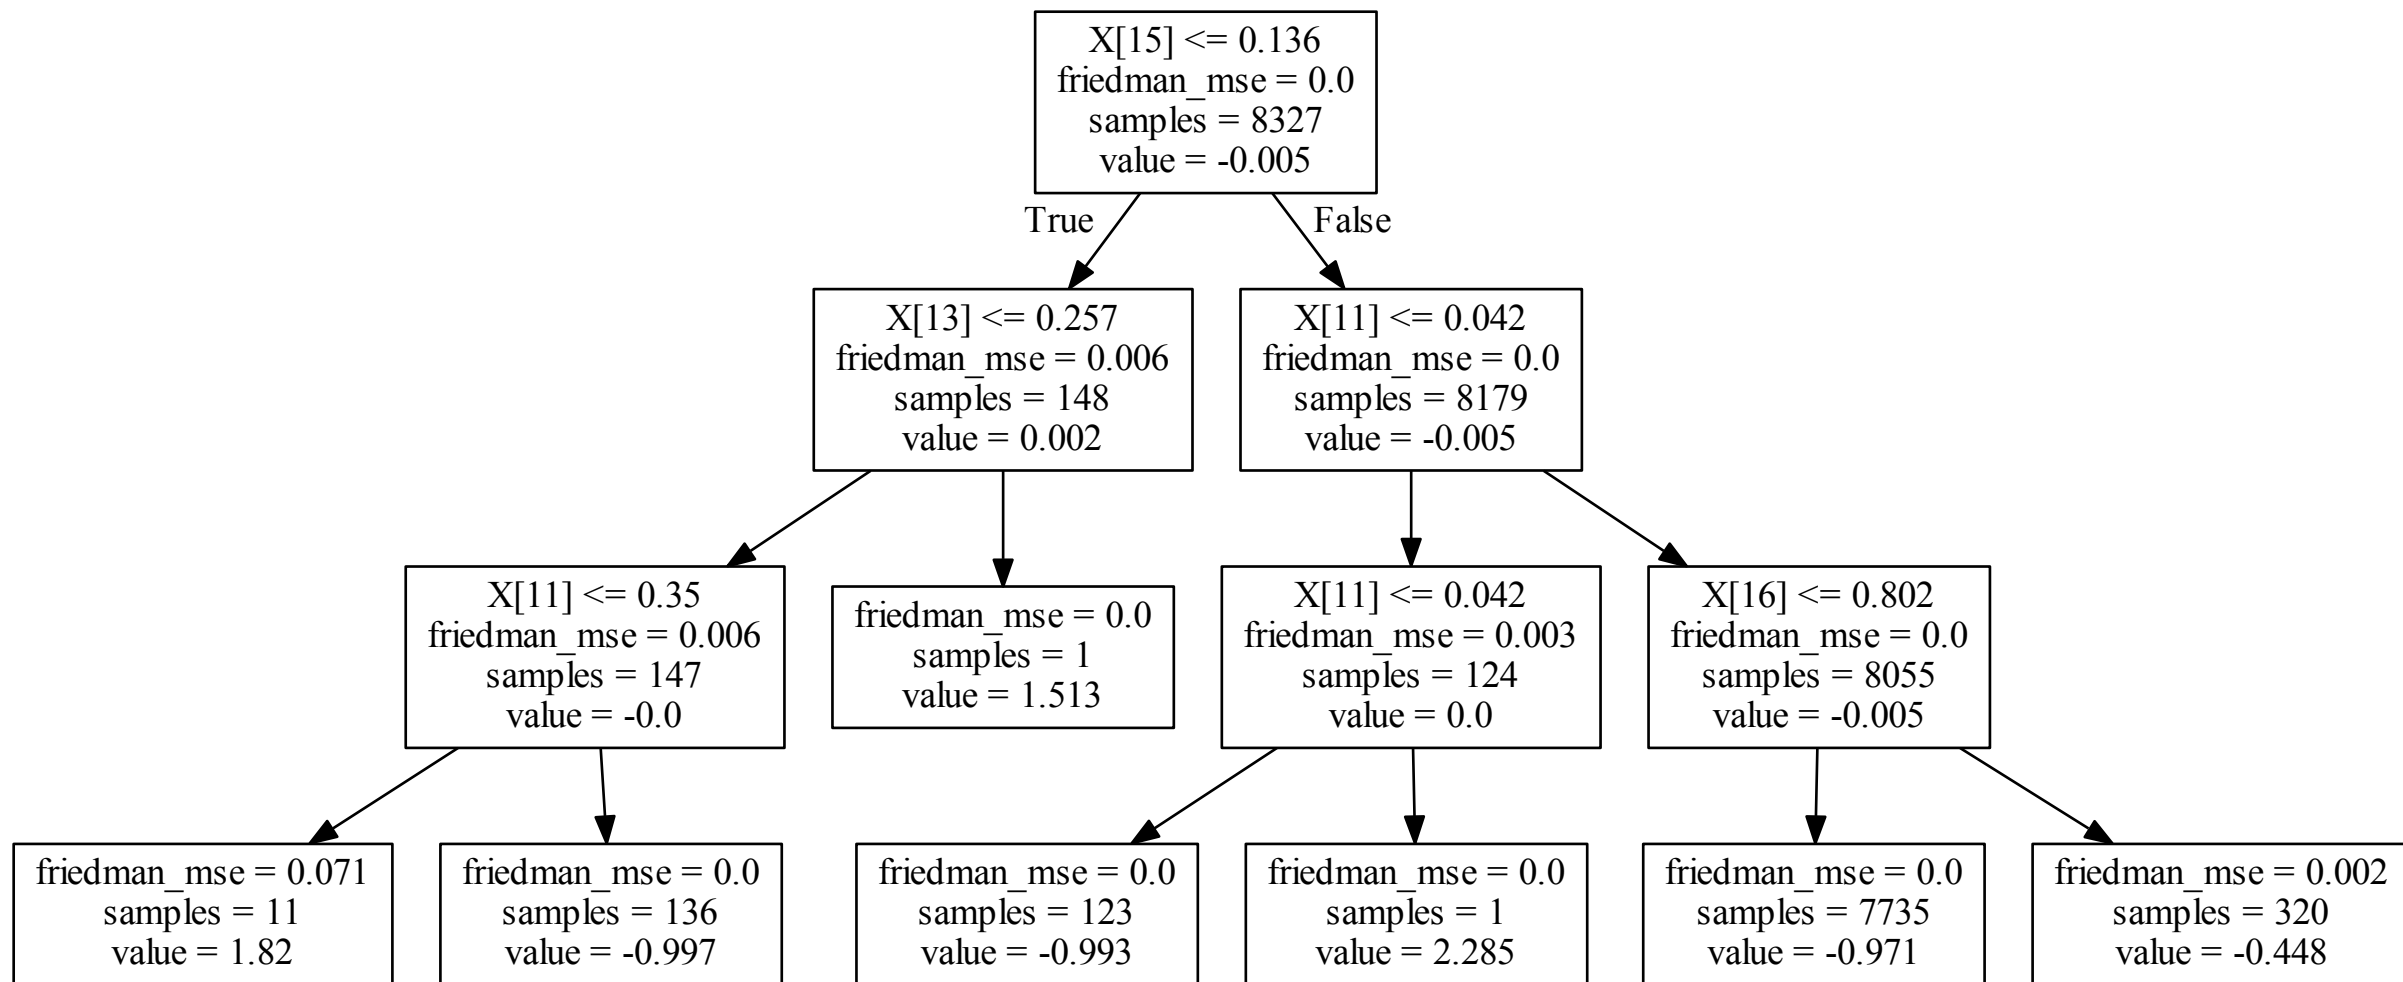 X[15] <= 0.136
friedman_mse = 0.0
samples = 8327
value = -0.005
True
False
X[13] <= 0.257
friedman_mse = 0.006
samples = 148
value = 0.002
X[11] <= 0.042
friedman_mse = 0.0
samples = 8179
value = -0.005
X[11] <= 0.35
friedman_mse = 0.006
samples = 147
value = -0.0
friedman_mse = 0.0
samples = 1
value = 1.513
X[11] <= 0.042
friedman_mse = 0.003
samples = 124
value = 0.0
X[16] <= 0.802
friedman_mse = 0.0
samples = 8055
value = -0.005
friedman_mse = 0.071
samples = 11
value = 1.82
friedman_mse = 0.0
samples = 136
value = -0.997
friedman_mse = 0.0
samples = 123
value = -0.993
friedman_mse = 0.0
samples = 1
value = 2.285
friedman_mse = 0.0
samples = 7735
value = -0.971
friedman_mse = 0.002
samples = 320
value = -0.448